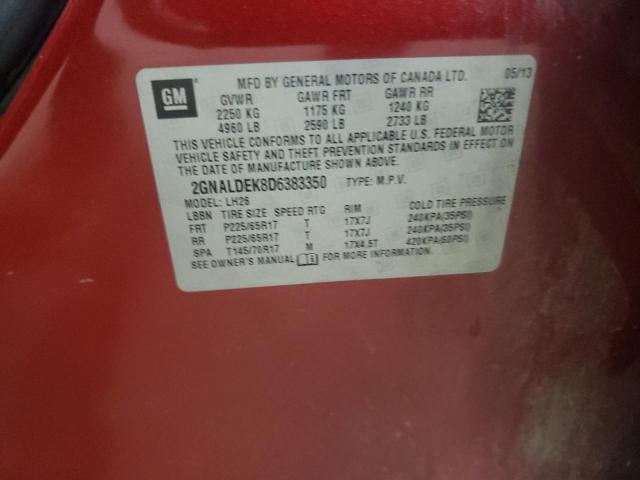 GM
MFD BY GENERAL MOTORS OF CANADA LTD. 05/13
GVWR GAWR FRT GAWR RR
2250 KG 1175 KG 1240 KG
4960 LB 2590 LB 2733 LB
THIS VEHICLE CONFORMS TO ALL APPLICABLE U.S. FEDERAL MOTOR
VEHICLE SAFETY AND THEFT PREVENTION STANDARDS IN EFFECT ON
THE DATE OF MANUFACTURE SHOWN ABOVE.
2GNALDEK8D6383350 TYPE: M.P.V.
MODEL: LH26
LBBN TIRE SIZE SPEED RTG RIM COLD TIRE PRESSURE
FRT P225/65R17 T 17X7J 240KPA(35PSI)
RR P225/65R17 T 17X7J 240KPA(35PSI)
SPA T145/70R17 M 17X4.5T 420KPA(60PSI)
SEE OWNER'S MANUAL FOR MORE INFORMATION.